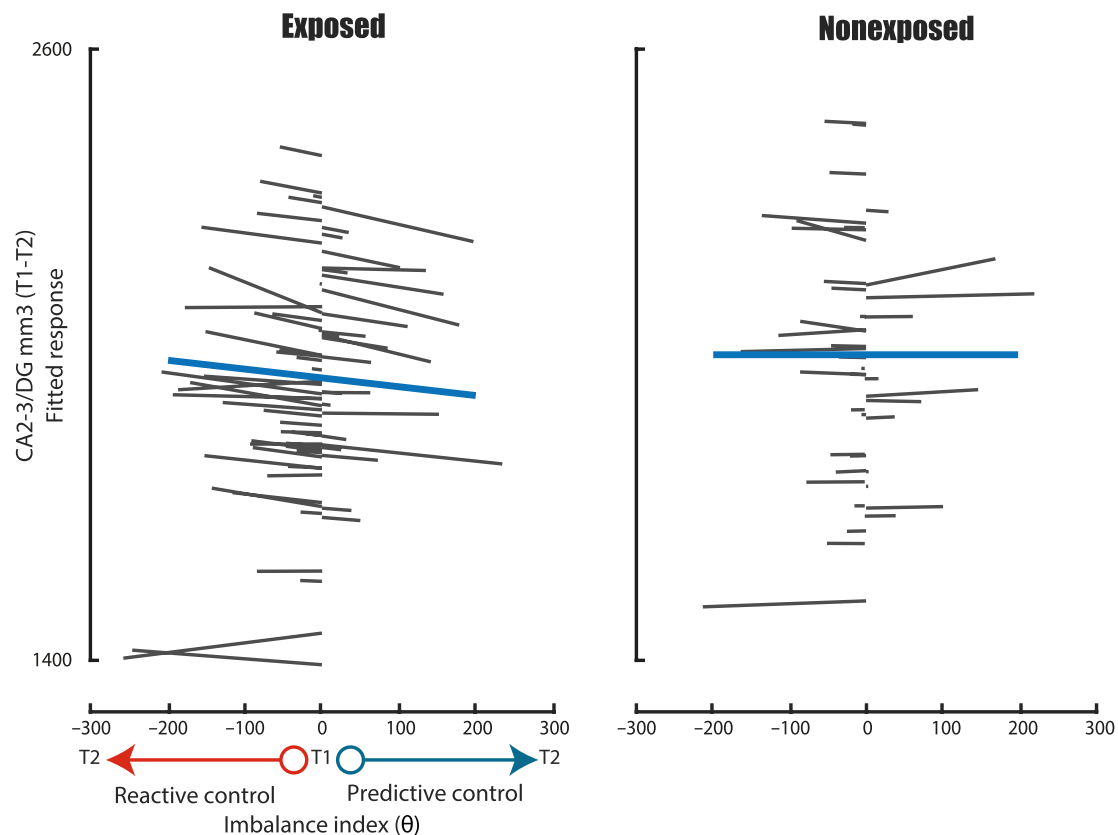 Exposed
Nonexposed
2600
1400
CA2-3/DG mm3 (T1-T2)
Fitted response
−300 −200 −100 0 100 200 300
−300 −200 −100 0 100 200 300
T2 T1 T2
Reactive control Predictive control
Imbalance index (θ)